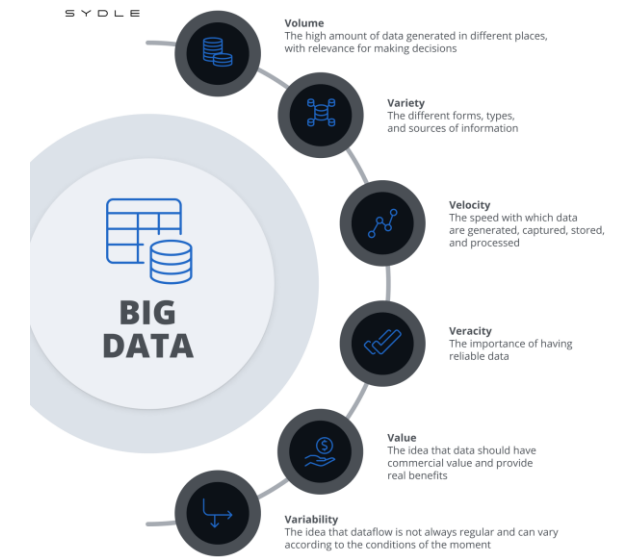 SYDLE
Volume
The high amount of data generated in different places,
with relevance for making decisions
Variety
The different forms, types,
and sources of information
Velocity
The speed with which data
are generated, captured, stored,
and processed
BIG
DATA
Veracity
The importance of having
reliable data
Value
The idea that data should have
commercial value and provide
real benefits
$
Variability
The idea that dataflow is not always regular and can vary
according to the conditions of the moment